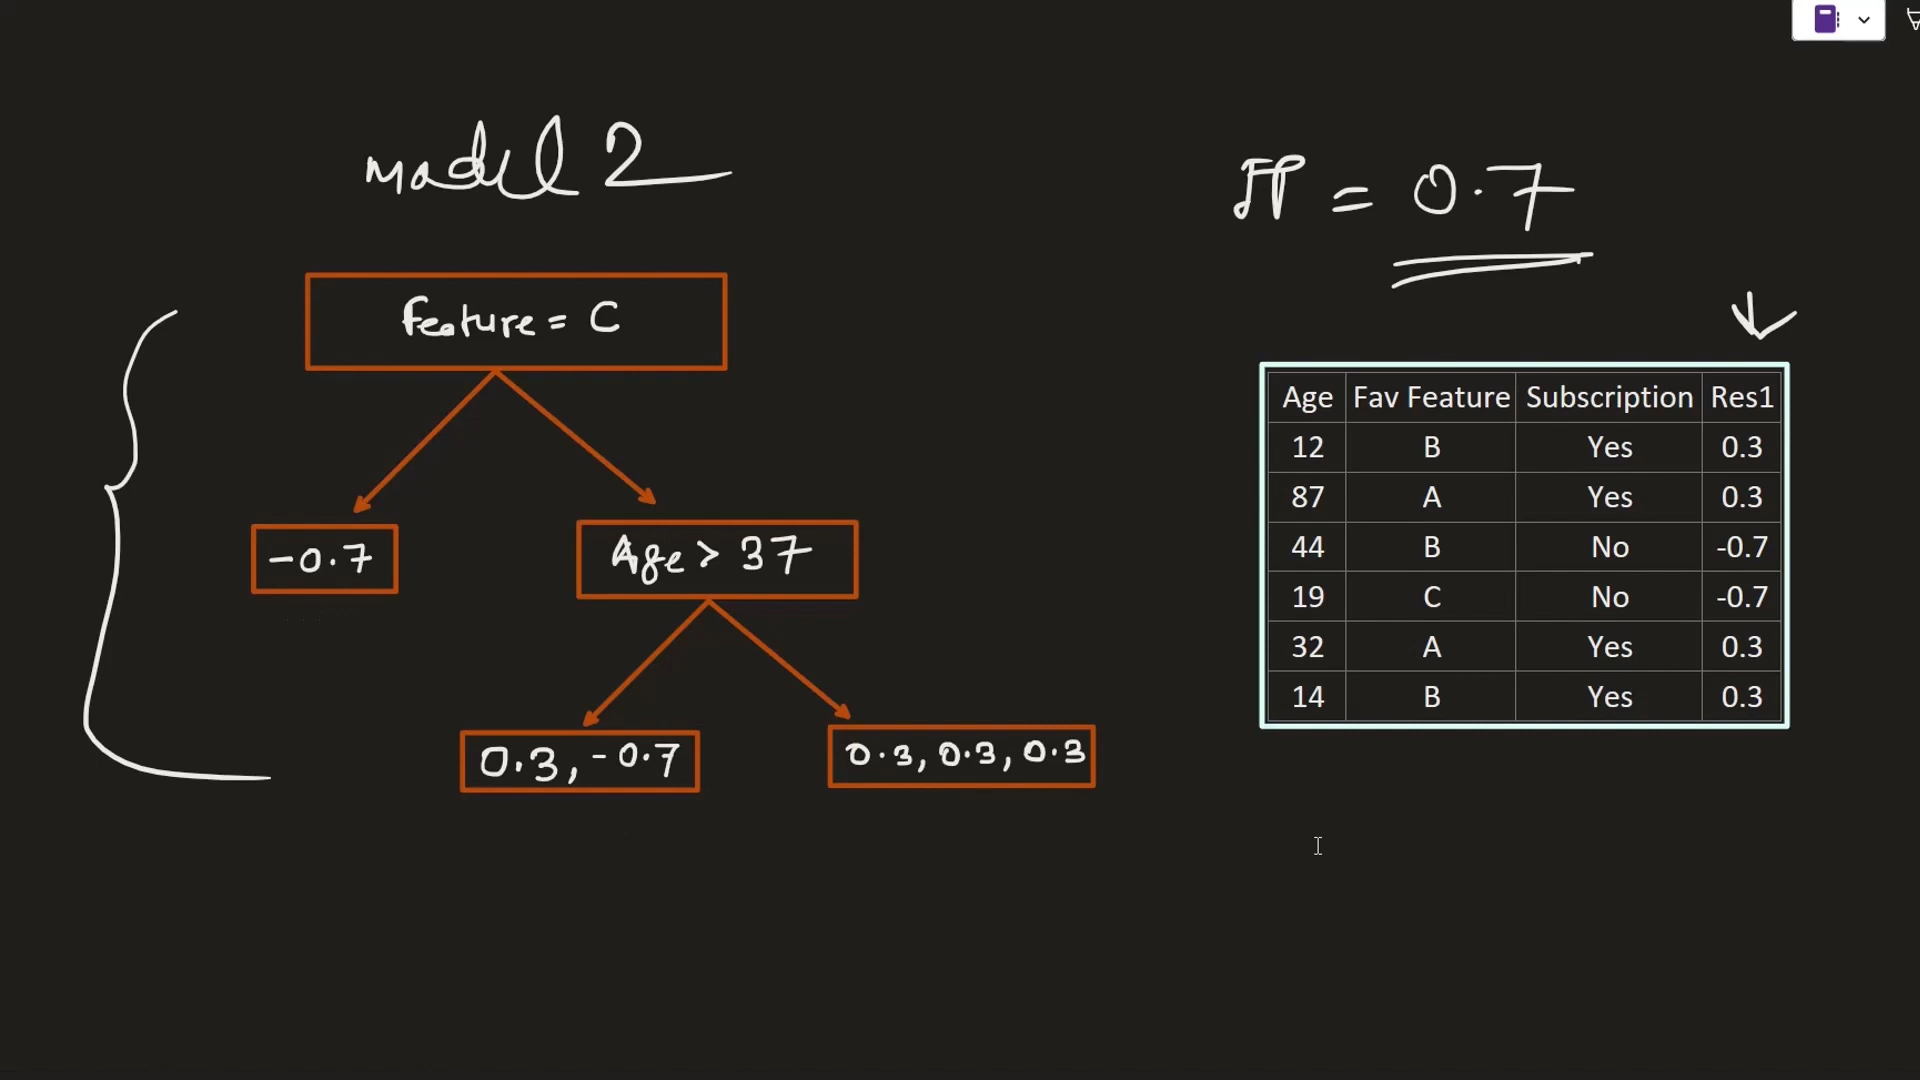 model 2
feature = C
-0.7
Age > 37
0.3, -0.7
0.3, 0.3, 0.3
= 0.7
Age Fav Feature Subscription Res1
12 B Yes 0.3
87 A Yes 0.3
44 B No -0.7
19 C No -0.7
32 A Yes 0.3
14 B Yes 0.3